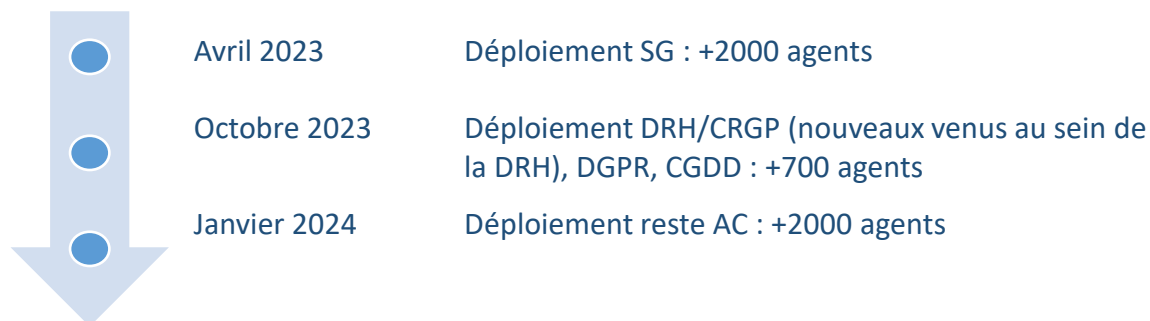 Avril 2023 Déploiement SG : +2000 agents
Octobre 2023 Déploiement DRH/CRGP (nouveaux venus au sein de
la DRH), DGPR, CGDD : +700 agents
Janvier 2024 Déploiement reste AC : +2000 agents